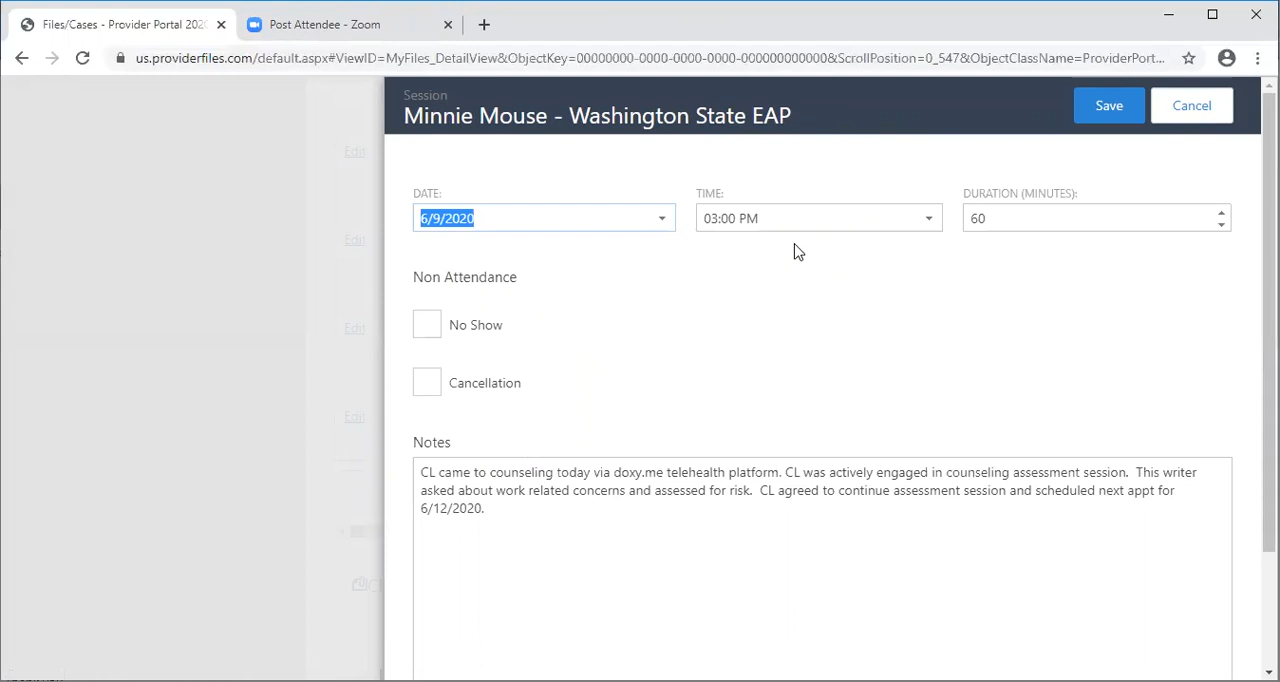 Files/Cases - Provider Portal 202
Post Attendee - Zoom
us.providerfiles.com/default.aspx#ViewID=MyFiles_DetailView&ObjectKey=00000000-0000-0000-0000-000000000000&ScrollPosition=0_547&ObjectClassName=ProviderPort...
Session
Minnie Mouse - Washington State EAP
Save
Cancel
Edit
DATE:
TIME:
DURATION (MINUTES):
6/9/2020
03:00 PM
60
Edit
Non Attendance
No Show
Edit
Cancellation
Edit
Notes
CL came to counseling today via doxy.me telehealth platform. CL was actively engaged in counseling assessment session. This writer
asked about work related concerns and assessed for risk. CL agreed to continue assessment session and scheduled next appt for
6/12/2020.